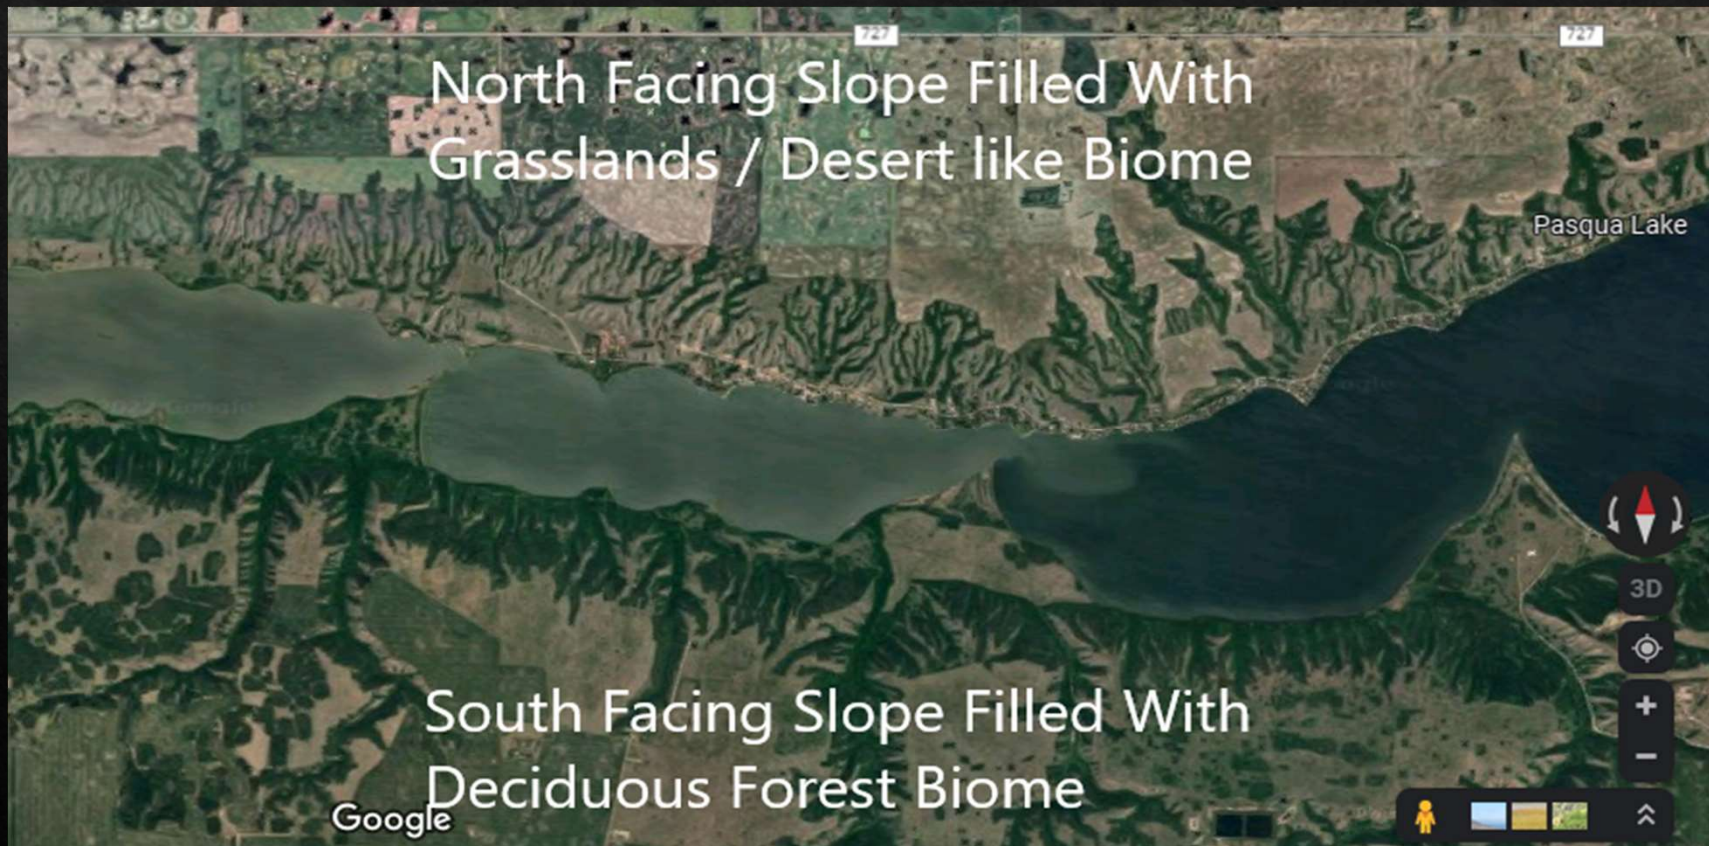 727
727
North Facing Slope Filled With
Grasslands / Desert like Biome
Pasqua Lake
3D
South Facing Slope Filled With
Deciduous Forest Biome
Google